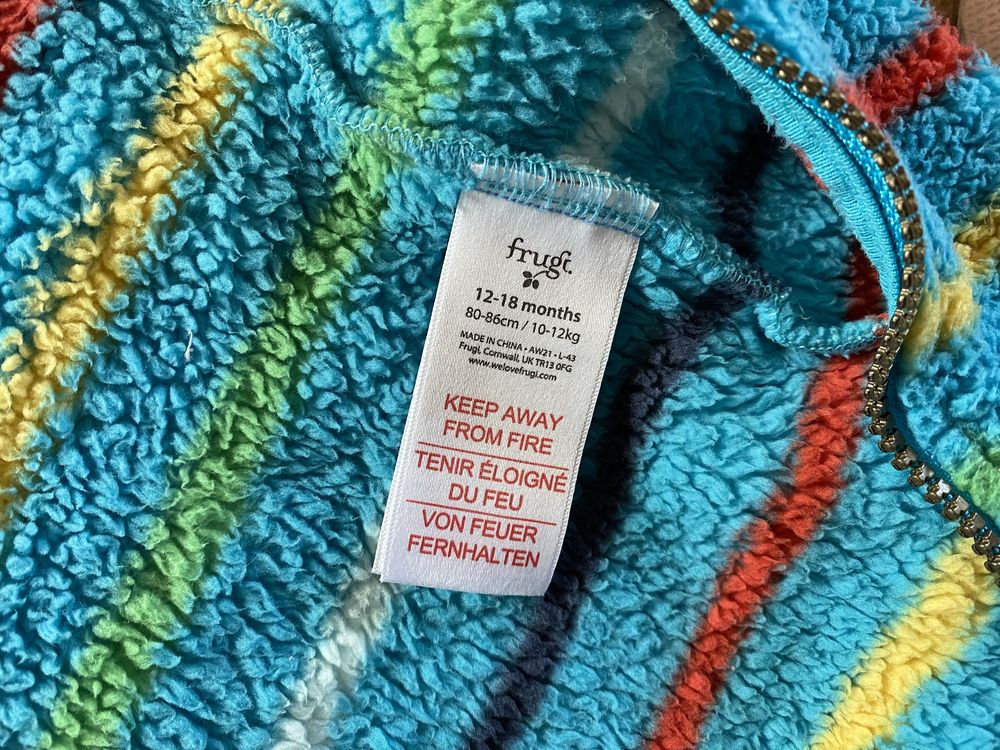 frugi
12-18 months
80-86cm / 10-12kg
MADE IN CHINA • AW21 • L-43
Frugi, Cornwall, UK TR13 0FG
www.welovefrugi.com
KEEP AWAY
FROM FIRE
TENIR ÉLOIGNÉ
DU FEU
VON FEUER
FERNHALTEN